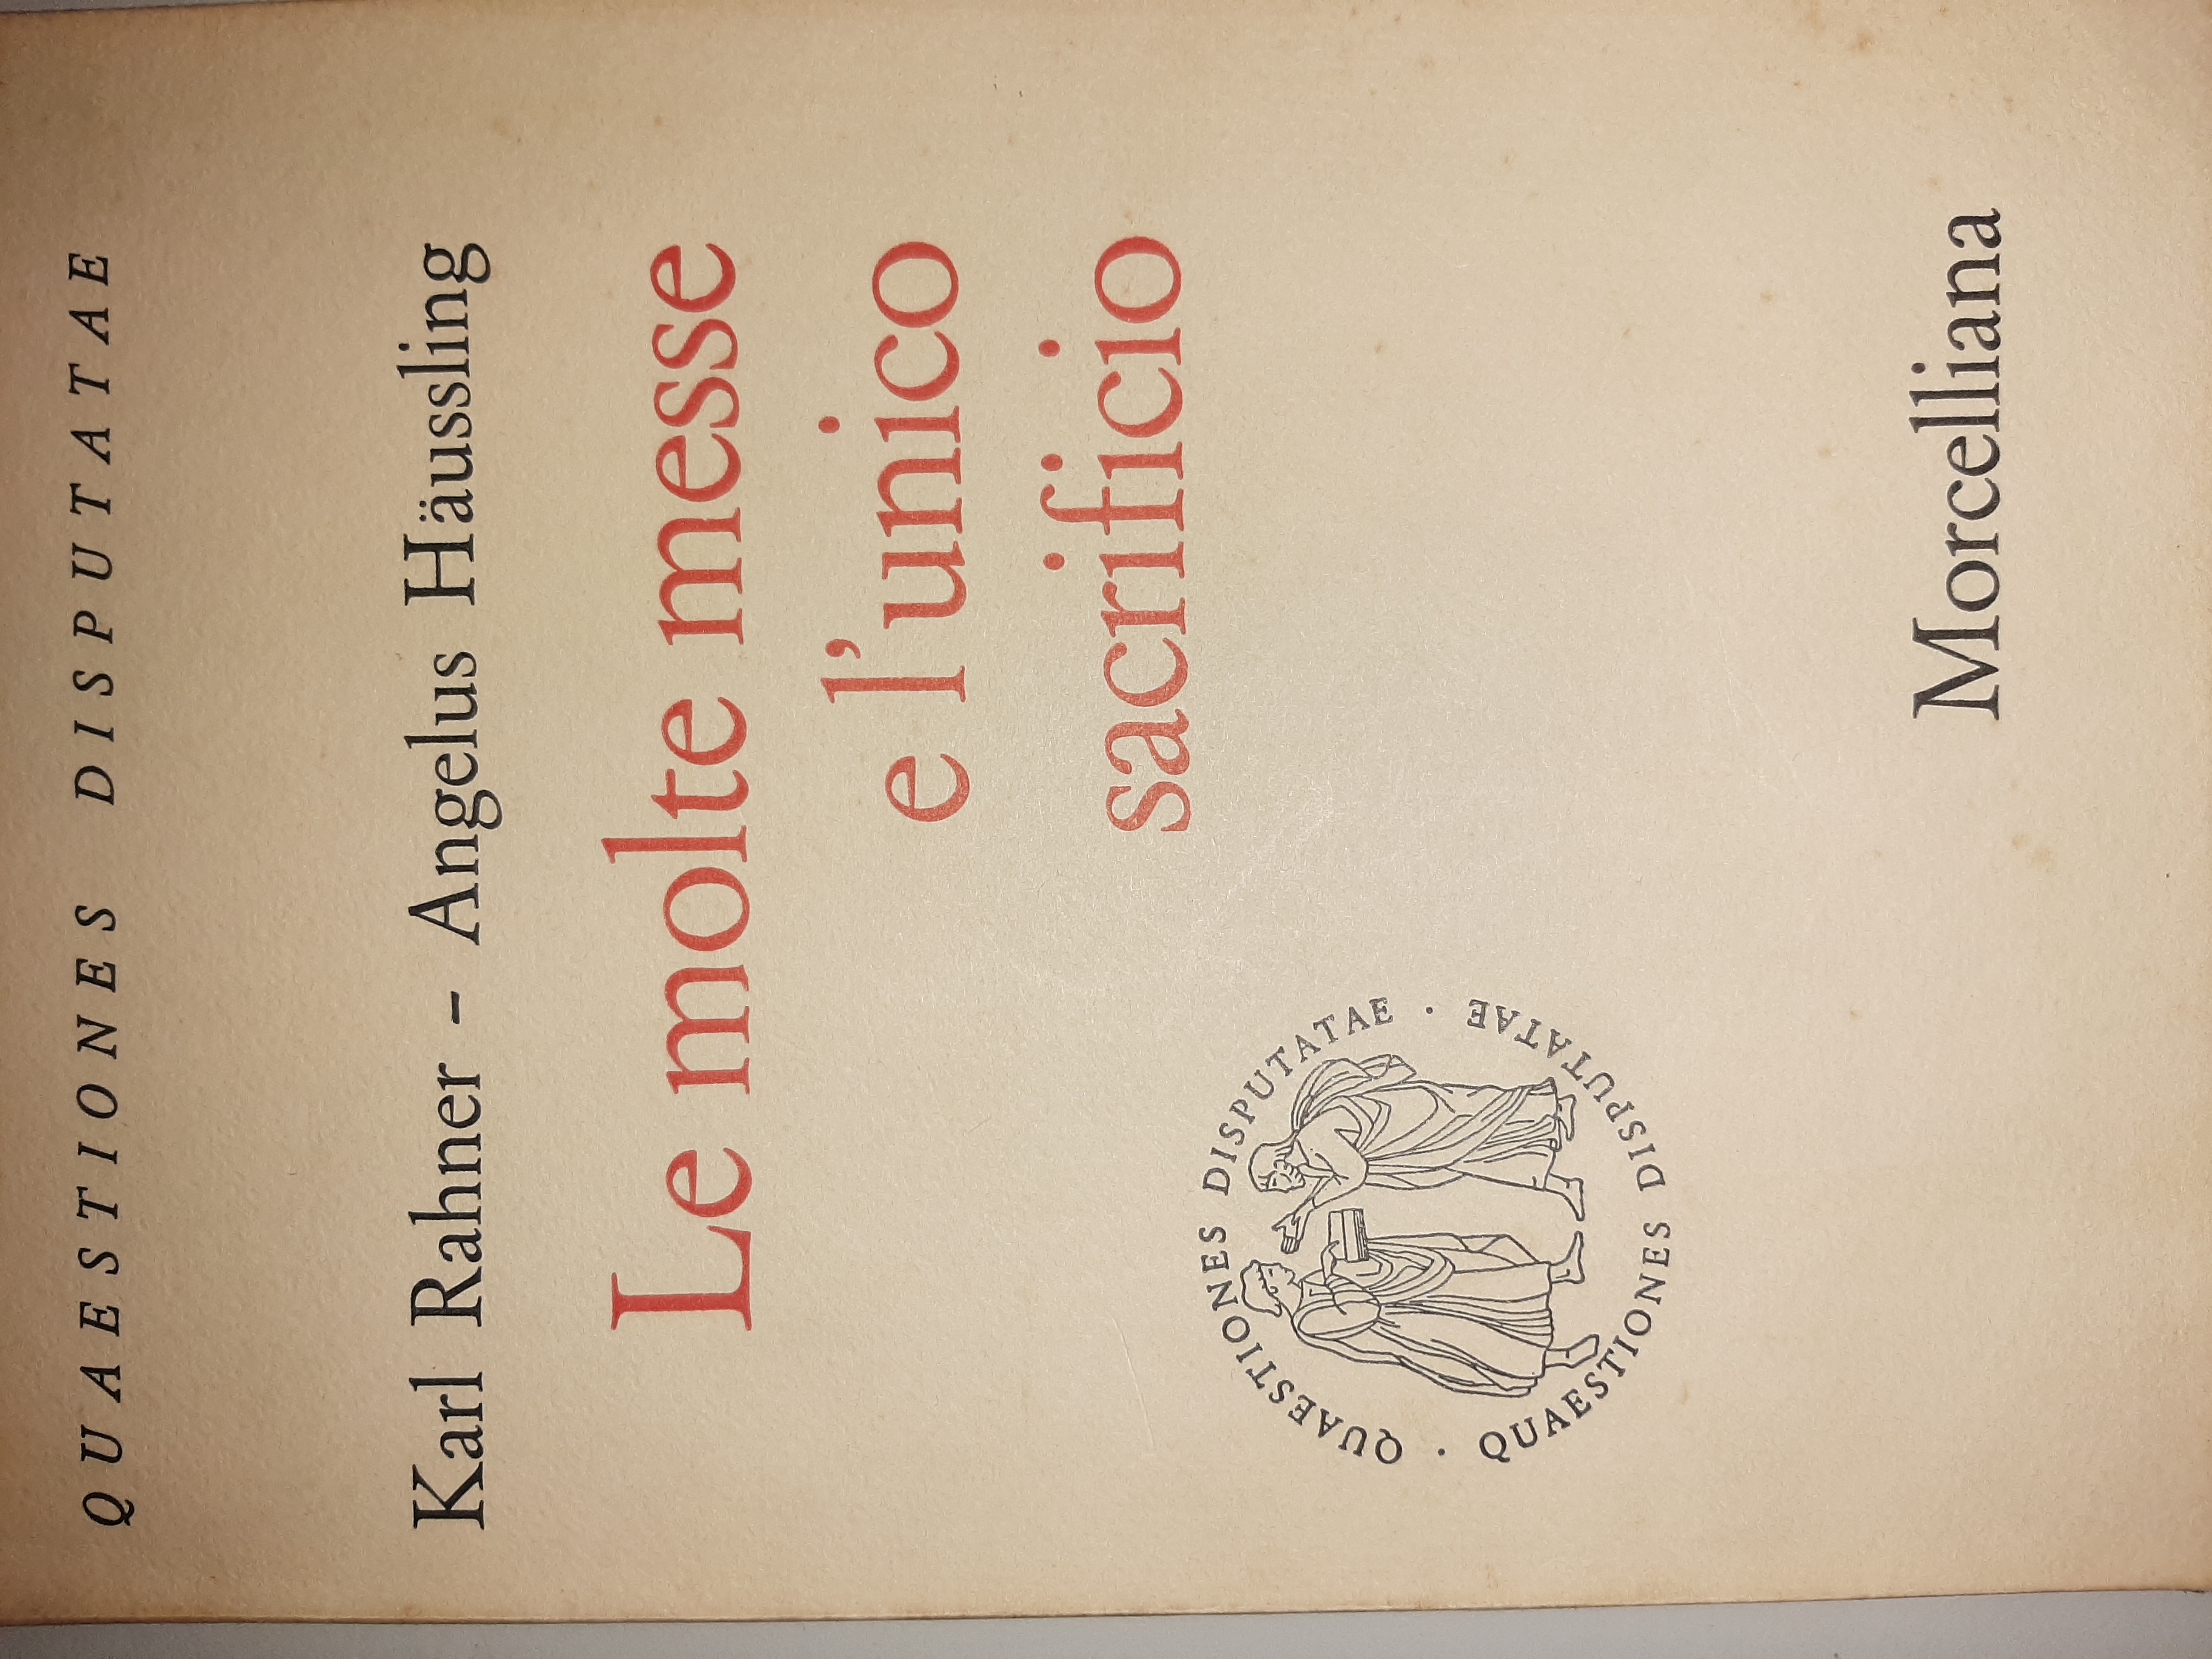 QUAESTIONES DISPUTATAE
Karl Rahner - Angelus Häussling
Le molte messe
e l'unico
sacrificio
QUAESTIONES DISPUTATAE ·
QUAESTIONES DISPUTATAE ·
Morcelliana